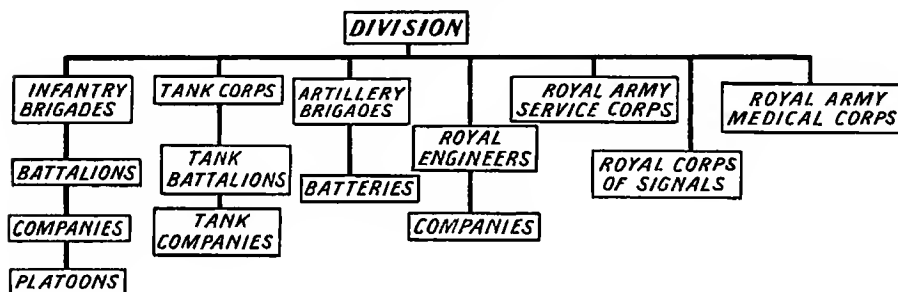 DIVISION
INFANTRY
BRIGADES
TANK CORPS
ARTILLERY
BRIGADES
ROYAL ARMY
SERVICE CORPS
ROYAL ARMY
MEDICAL CORPS
ROYAL
ENGINEERS
BATTALIONS
TANK
BATTALIONS
BATTERIES
ROYAL CORPS
OF SIGNALS
COMPANIES
TANK
COMPANIES
COMPANIES
PLATOONS